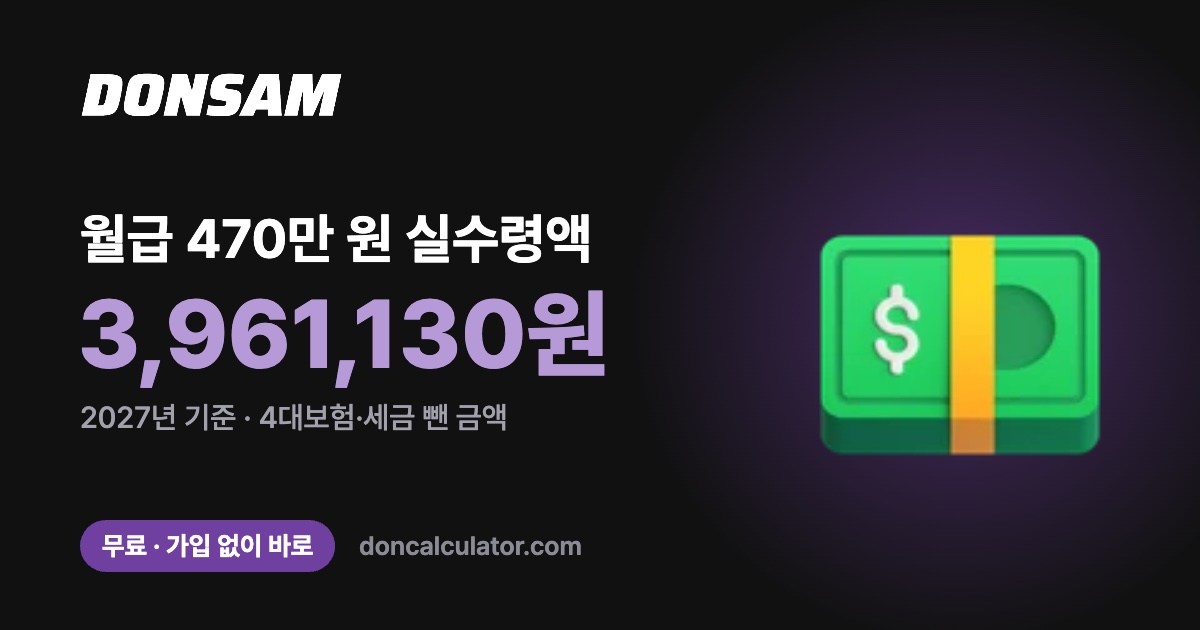 DONSAM
월급 470만 원 실수령액
3,961,130원
2027년 기준 · 4대보험·세금 뺀 금액
무료 · 가입 없이 바로
doncalculator.com
$